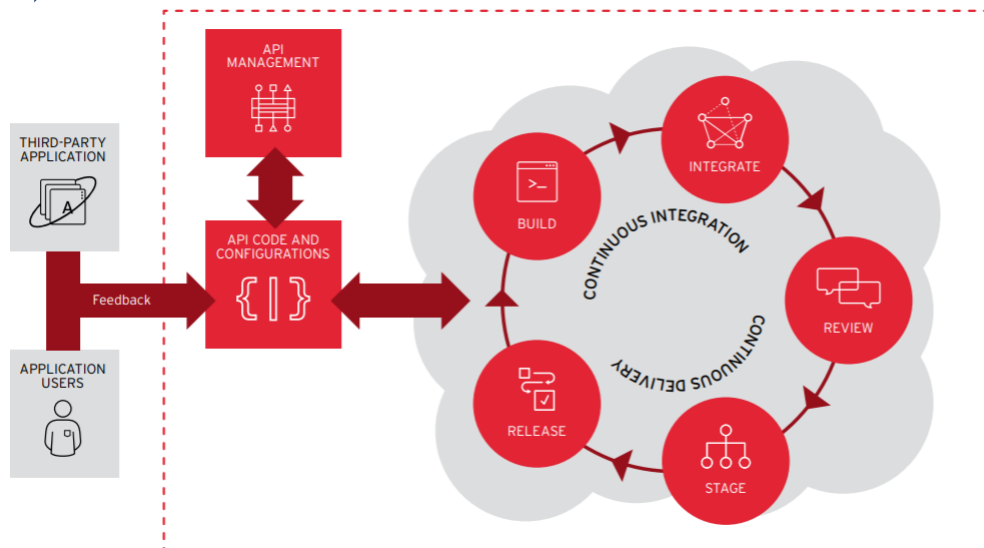 API
MANAGEMENT
THIRD-PARTY
APPLICATION
A
API CODE AND
CONFIGURATIONS
{|}
Feedback
APPLICATION
USERS
>_
BUILD
INTEGRATE
REVIEW
STAGE
RELEASE
CONTINUOUS INTEGRATION
CONTINUOUS DELIVERY